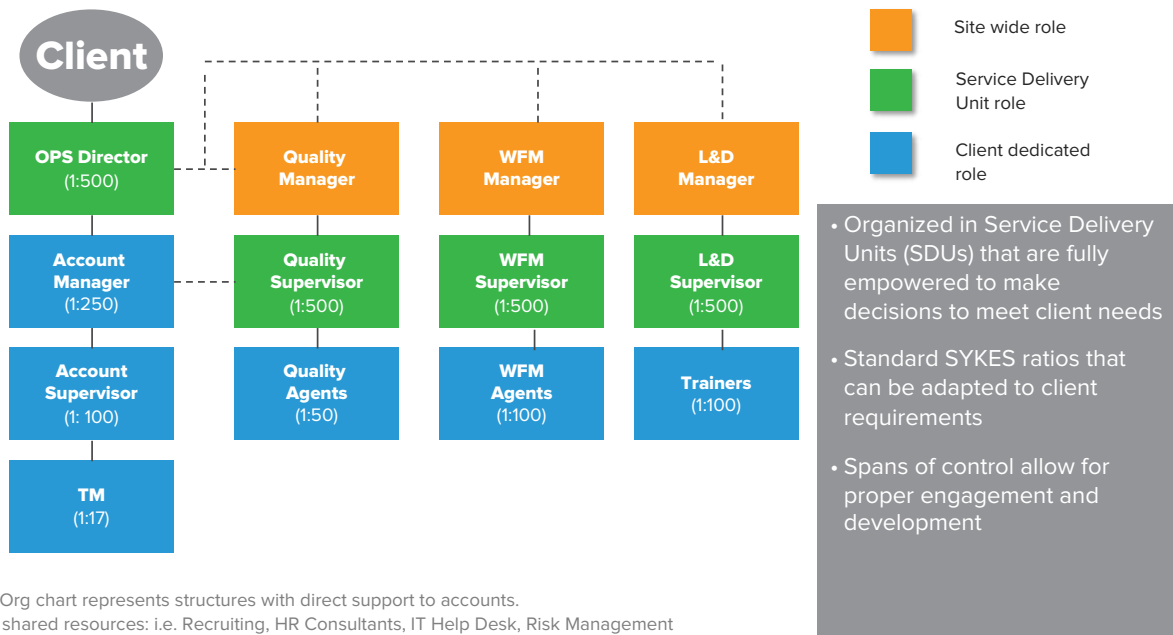 Client
OPS Director
(1:500)
Account
Manager
(1:250)
Account
Supervisor
(1: 100)
TM
(1:17)
Quality
Manager
Quality
Supervisor
(1:500)
Quality
Agents
(1:50)
WFM
Manager
WFM
Supervisor
(1:500)
WFM
Agents
(1:100)
L&D
Manager
L&D
Supervisor
(1:500)
Trainers
(1:100)
Site wide role
Service Delivery
Unit role
Client dedicated
role
• Organized in Service Delivery
Units (SDUs) that are fully
empowered to make
decisions to meet client needs
• Standard SYKES ratios that
can be adapted to client
requirements
• Spans of control allow for
proper engagement and
development
Org chart represents structures with direct support to accounts.
shared resources: i.e. Recruiting, HR Consultants, IT Help Desk, Risk Management